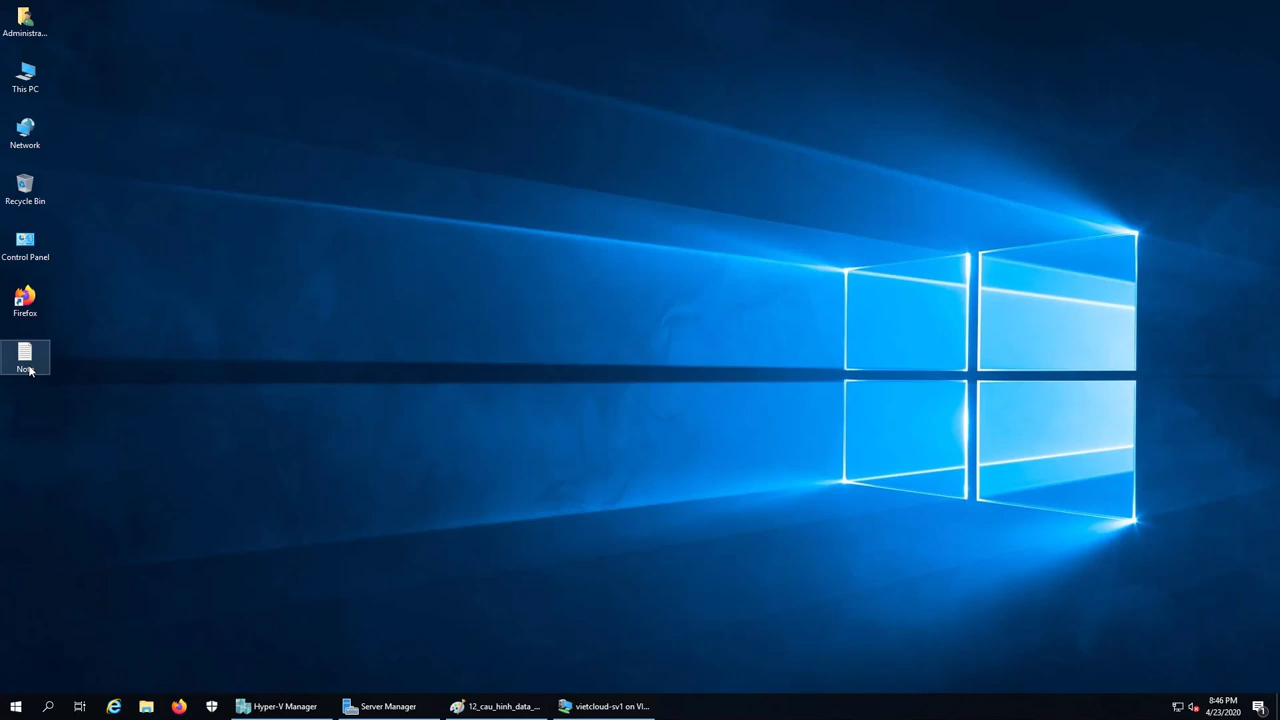 Administra...
This PC
Network
Recycle Bin
Control Panel
Firefox
Hyper-V Manager
Server Manager
12_cau_hinh_data_...
vietcloud-sv1 on VI...
8:46 PM
4/23/2020
1